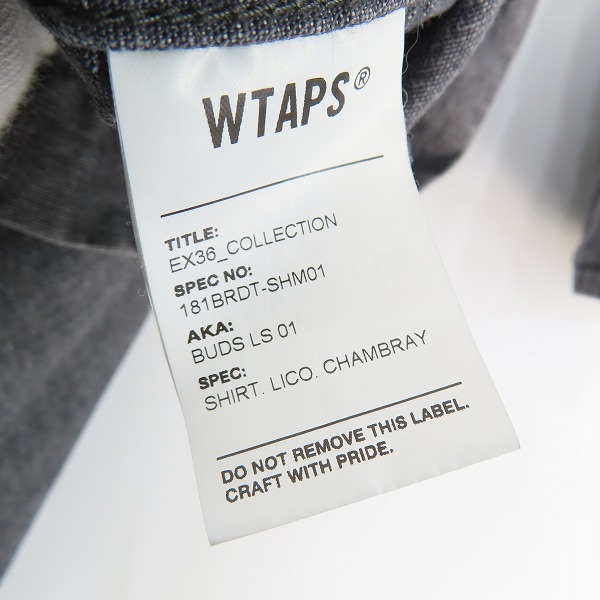 WTAPS®
TITLE:
EX36_COLLECTION
SPEC NO:
181BRDT-SHM01
AKA:
BUDS LS 01
SPEC:
SHIRT. LICO. CHAMBRAY
DO NOT REMOVE THIS LABEL.
CRAFT WITH PRIDE.